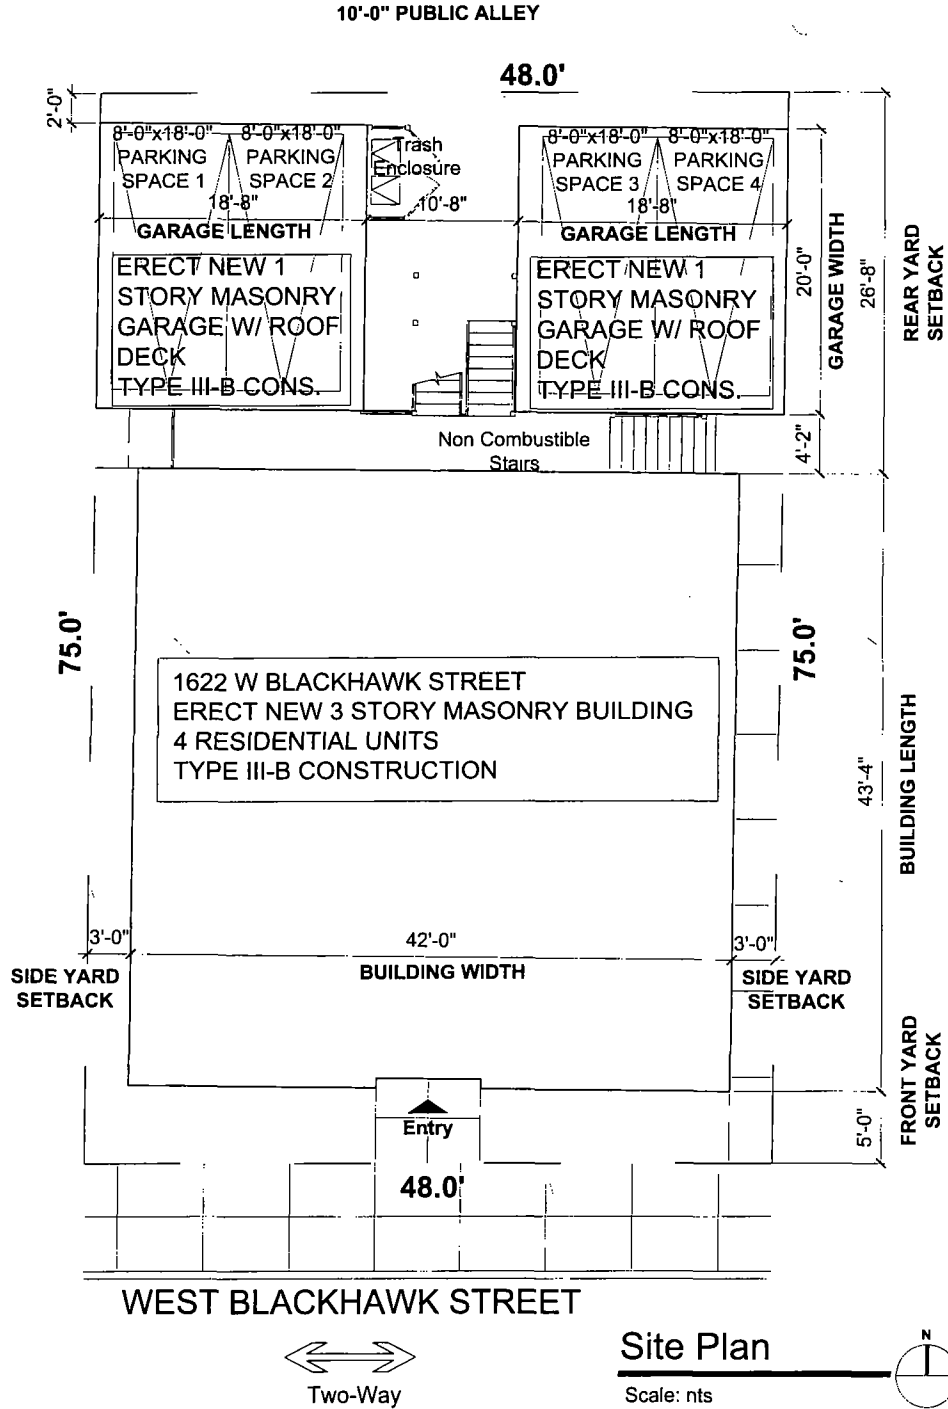 10'-0" PUBLIC ALLEY
48.0'
2'-0"
8'-0"x18'-0"
PARKING
SPACE 1
8'-0"x18'-0"
PARKING
SPACE 2
Trash
Enclosure
8'-0"x18'-0"
PARKING
SPACE 3
8'-0"x18'-0"
PARKING
SPACE 4
18'-8"
10'-8"
18'-8"
GARAGE LENGTH
GARAGE LENGTH
ERECT NEW 1
STORY MASONRY
GARAGE W/ ROOF
DECK
TYPE III-B CONS.
ERECT NEW 1
STORY MASONRY
GARAGE W/ ROOF
DECK
TYPE III-B CONS.
20'-0"
GARAGE WIDTH
26'-8"
REAR YARD
SETBACK
Non Combustible
Stairs
4'-2"
75.0'
75.0'
1622 W BLACKHAWK STREET
ERECT NEW 3 STORY MASONRY BUILDING
4 RESIDENTIAL UNITS
TYPE III-B CONSTRUCTION
43'-4"
BUILDING LENGTH
3'-0"
42'-0"
3'-0"
SIDE YARD
SETBACK
BUILDING WIDTH
SIDE YARD
SETBACK
5'-0"
FRONT YARD
SETBACK
Entry
48.0'
WEST BLACKHAWK STREET
Two-Way
Site Plan
Scale: nts
N